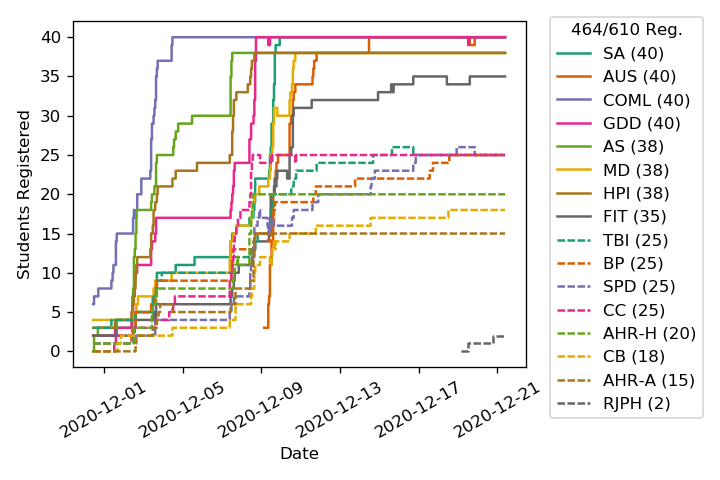 464/610 Reg.
SA (40)
AUS (40)
COML (40)
GDD (40)
AS (38)
MD (38)
HPI (38)
FIT (35)
TBI (25)
BP (25)
SPD (25)
CC (25)
AHR-H (20)
CB (18)
AHR-A (15)
RJPH (2)
Students Registered
40
35
30
25
20
15
10
5
0
2020-12-01
2020-12-05
2020-12-09
2020-12-13
2020-12-17
2020-12-21
Date